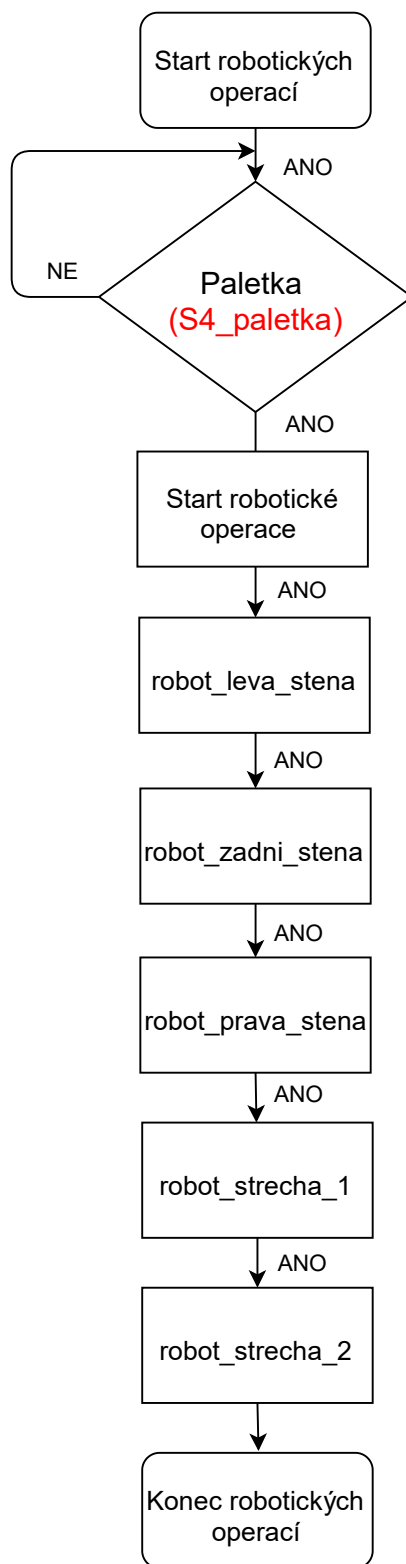 Start robotických
operací
ANO
NE
Paletka
(S4_paletka)
ANO
Start robotické
operace
ANO
robot_leva_stena
ANO
robot_zadni_stena
ANO
robot_prava_stena
ANO
robot_strecha_1
ANO
robot_strecha_2
Konec robotických
operací